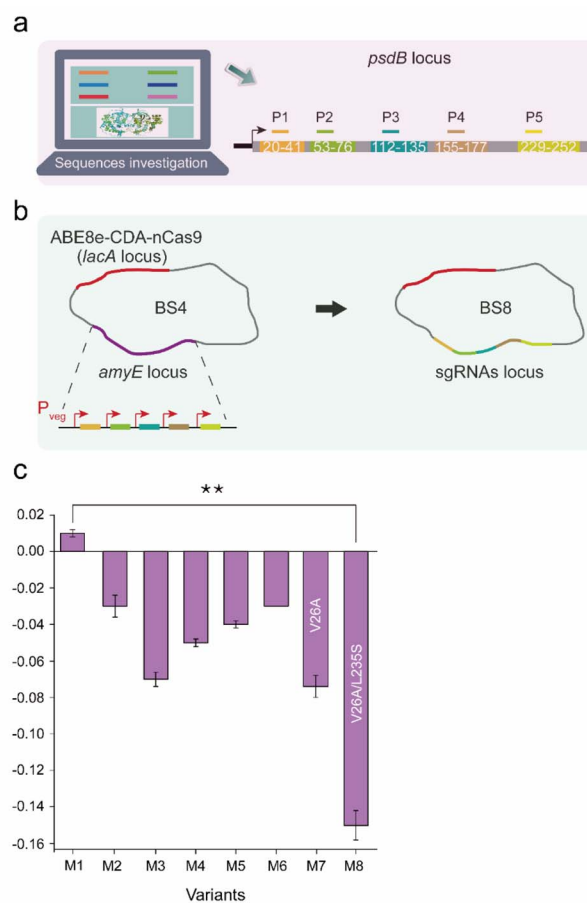 a
psdB locus
P1 P2 P3 P4 P5
20-41 53-76 112-135 155-177 229-252
Sequences investigation
b
ABE8e-CDA-nCas9
(lacA locus)
BS4
BS8
amyE locus
sgRNAs locus
Pveg
c
**
0.02
0.00
-0.02
-0.04
-0.06
-0.08
-0.10
-0.12
-0.14
-0.16
V26A
V26A/L235S
M1 M2 M3 M4 M5 M6 M7 M8
Variants